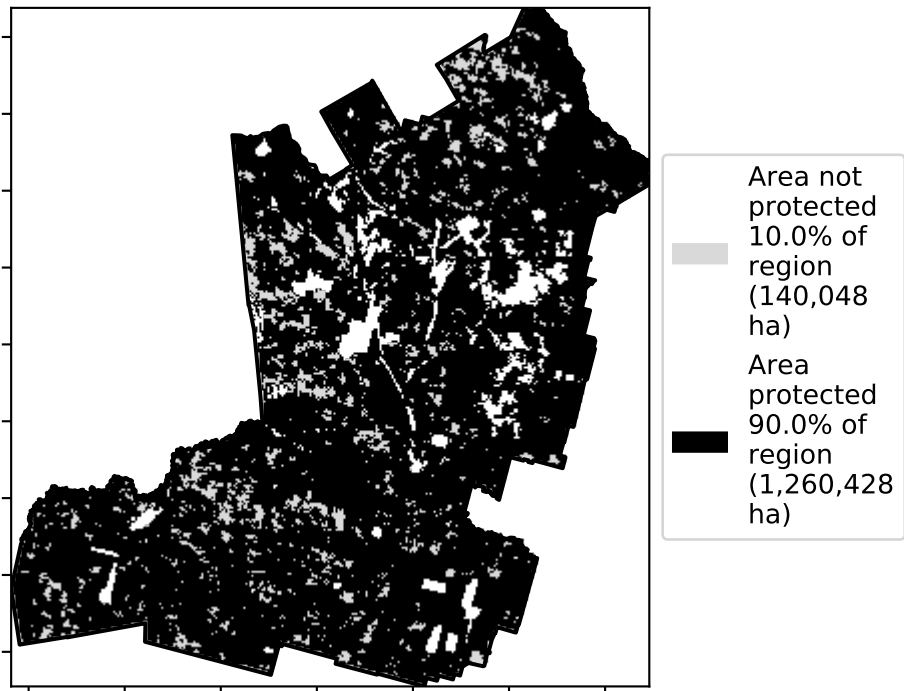 Area not
protected
10.0% of
region
(140,048
ha)
Area
protected
90.0% of
region
(1,260,428
ha)